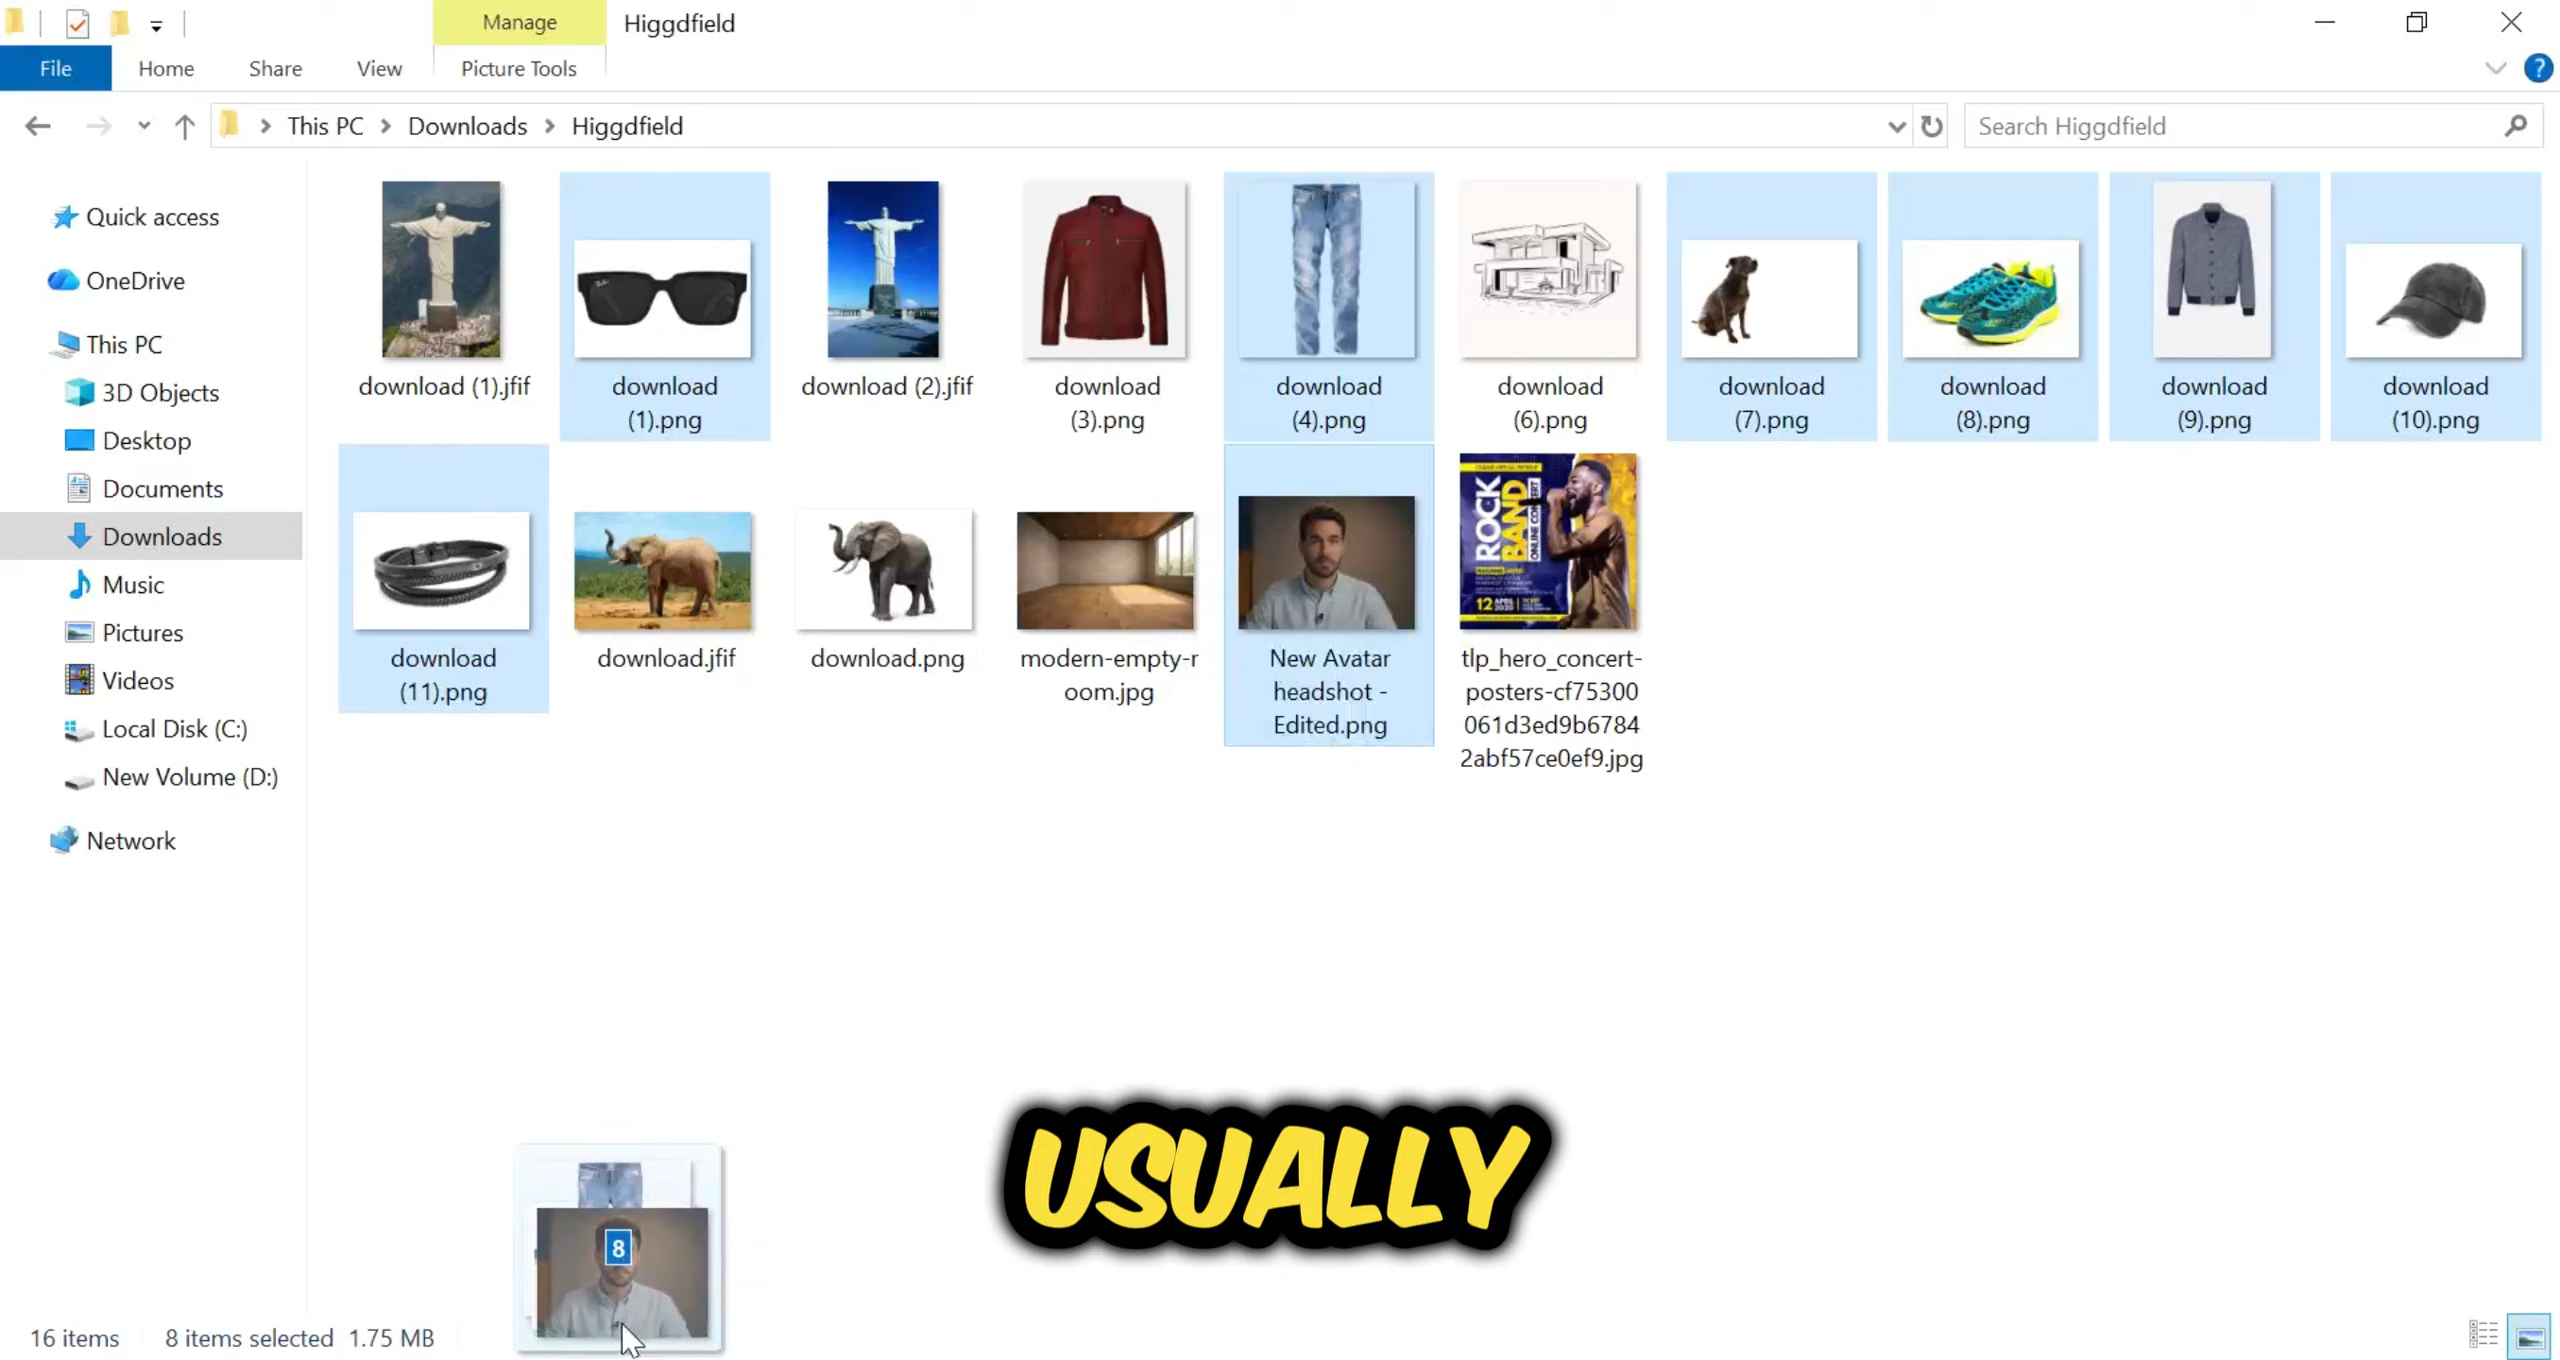 Manage
Higgdfield
File
Home
Share
View
Picture Tools
This PC
Downloads
Higgdfield
Search Higgdfield
Quick access
OneDrive
This PC
3D Objects
Desktop
Documents
Downloads
Music
Pictures
Videos
Local Disk (C:)
New Volume (D:)
Network
download (1).jfif
download
(1).png
download (2).jfif
download
(3).png
download
(4).png
download
(6).png
download
(7).png
download
(8).png
download
(9).png
download
(10).png
download
(11).png
download.jfif
download.png
modern-empty-r
oom.jpg
New Avatar
headshot -
Edited.png
ROCK
BAND
ONLINE CONCERT
12 APRIL
2020
tlp_hero_concert-
posters-cf75300
061d3ed9b6784
2abf57ce0ef9.jpg
USUALLY
8
16 items
8 items selected 1.75 MB